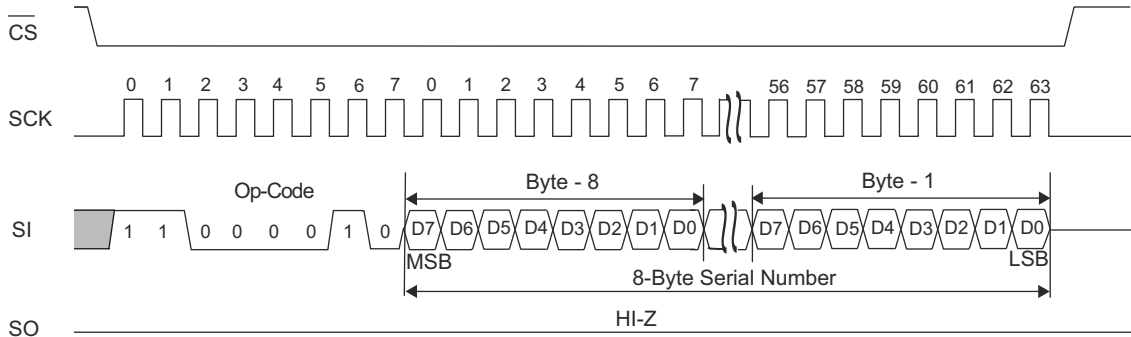 CS
0 1 2 3 4 5 6 7 0 1 2 3 4 5 6 7 56 57 58 59 60 61 62 63
SCK
Op-Code
Byte - 8
Byte - 1
SI
1 1 0 0 0 0 1 0 D7 D6 D5 D4 D3 D2 D1 D0 D7 D6 D5 D4 D3 D2 D1 D0
MSB
LSB
8-Byte Serial Number
HI-Z
SO